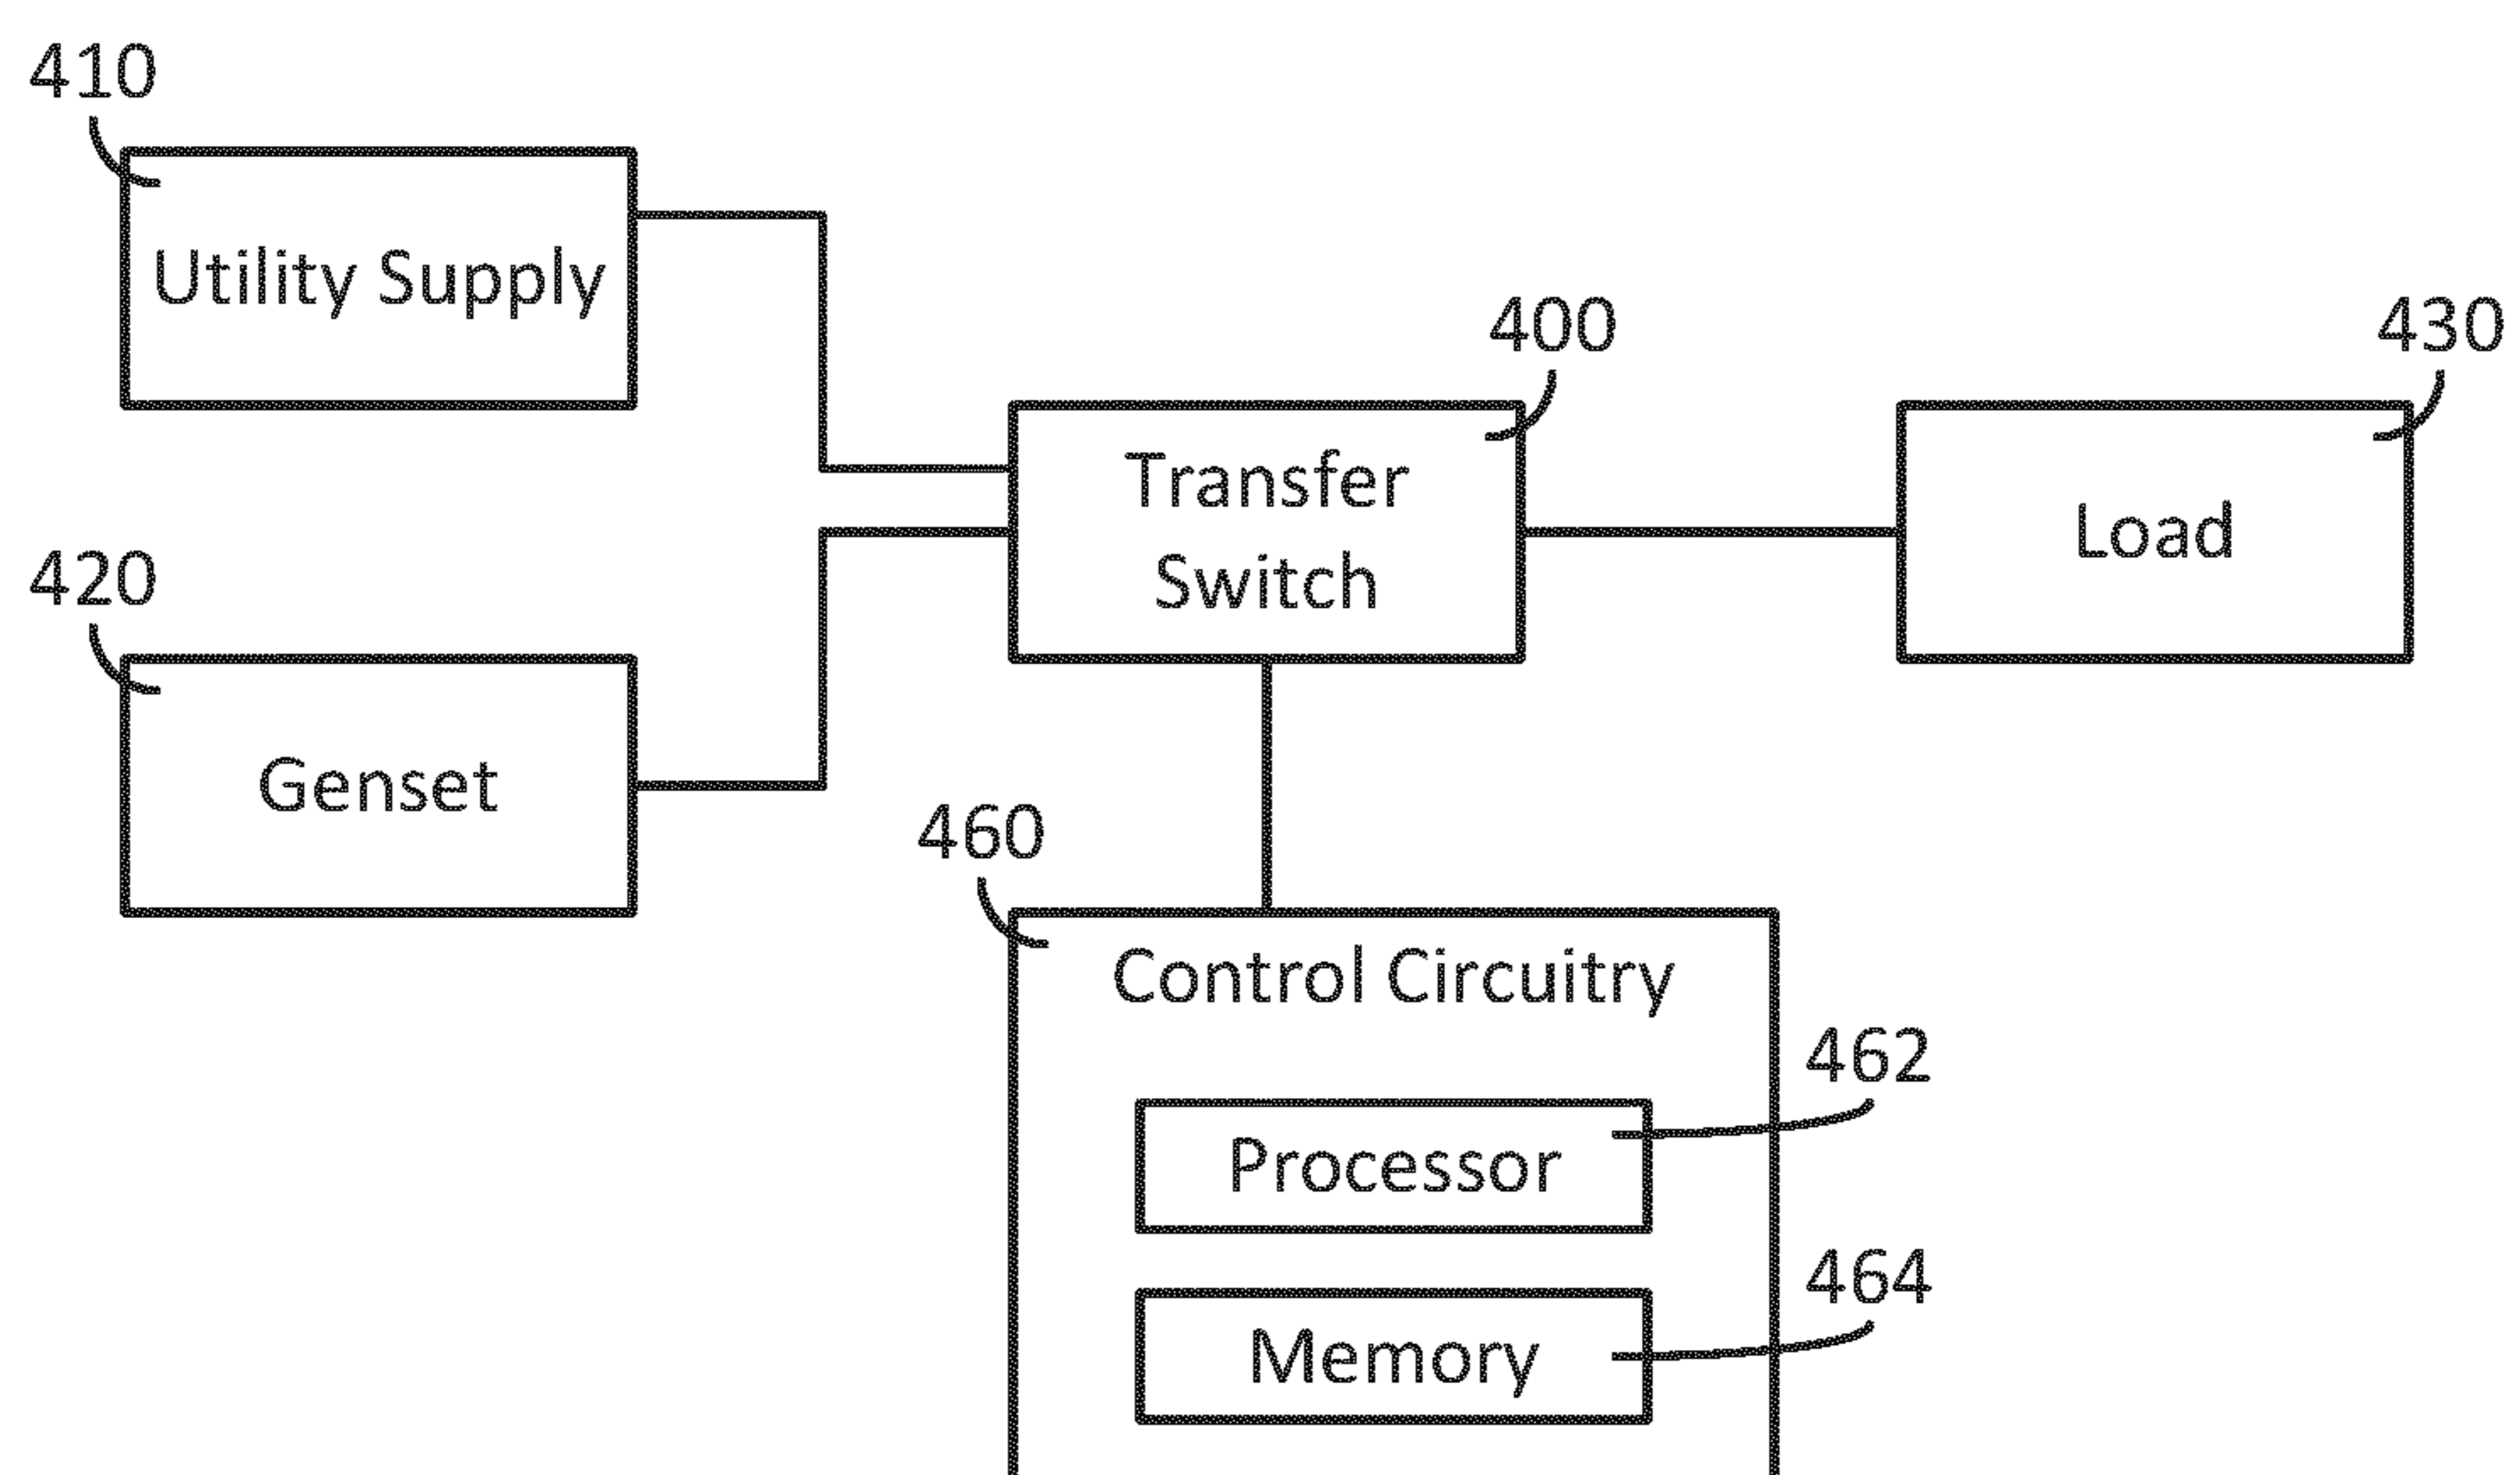 410
Utility Supply
400
430
Transfer
Switch
Load
420
Genset
460
Control Circuitry
462
Processor
464
Memory